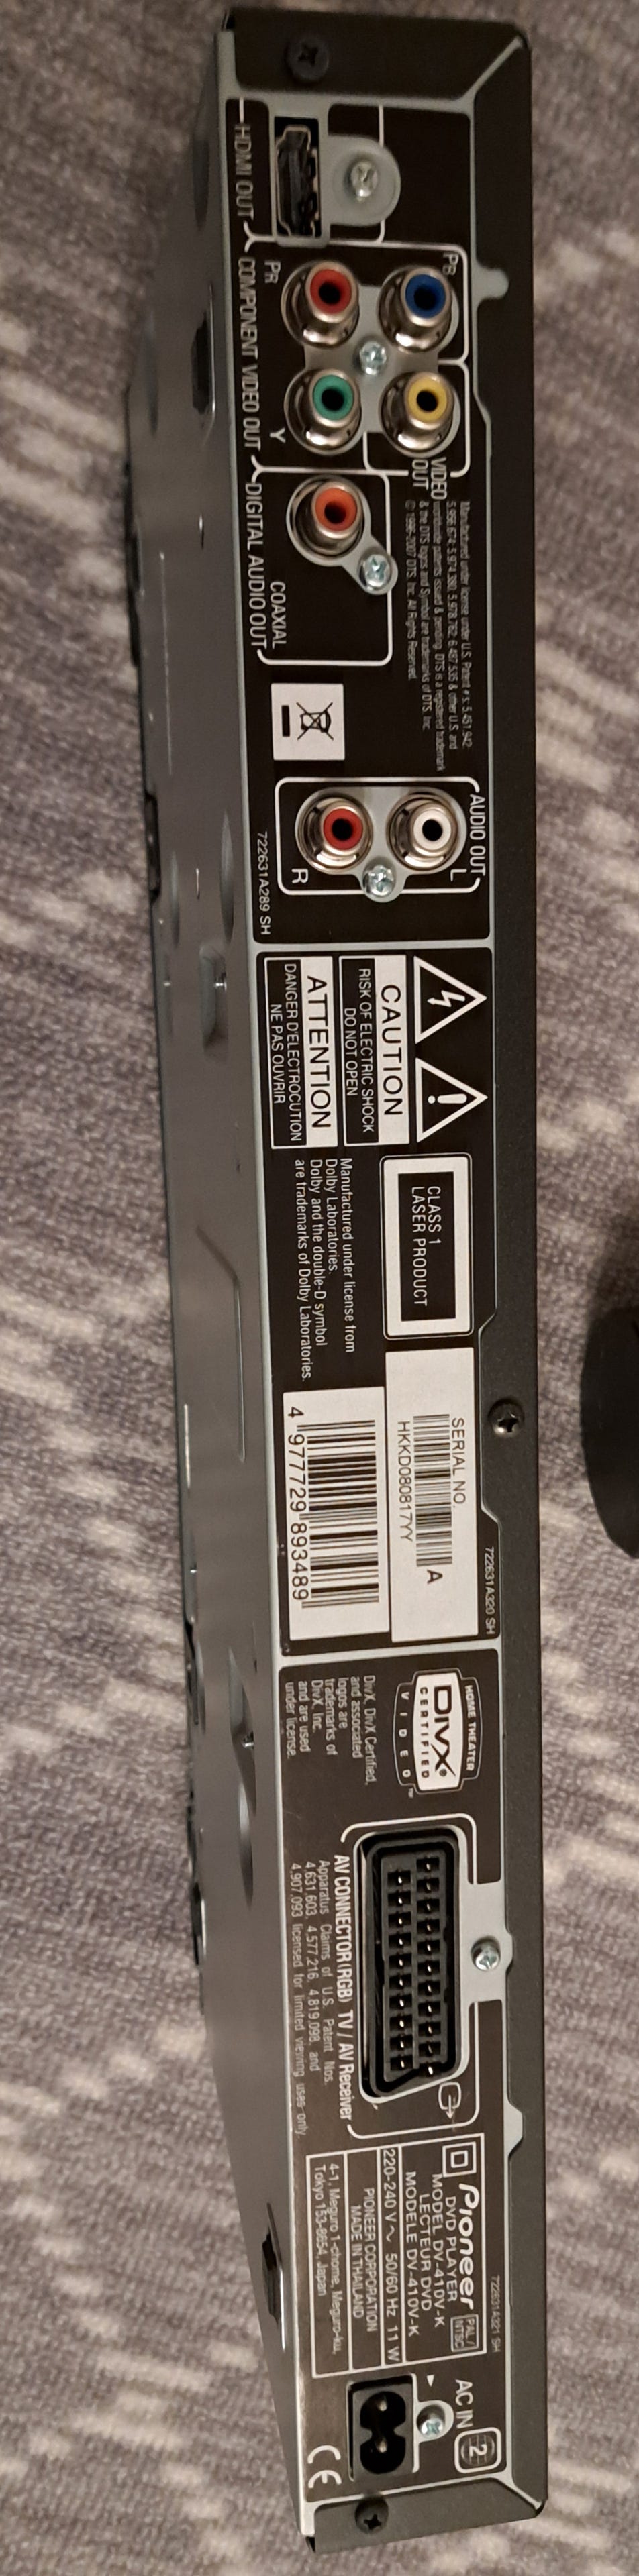 HDMI OUT
PB
PR
COMPONENT VIDEO OUT
Y
VIDEO
OUT
DIGITAL AUDIO OUT
COAXIAL
Manufactured under license under U.S. Patent #'s: 5,451,942;
5,956,674; 5,974,380; 5,978,762; 6,487,535 & other U.S. and
worldwide patents issued & pending. DTS is a registered trademark
& the DTS logos and Symbol are trademarks of DTS, Inc.
© 1996-2007 DTS, Inc. All Rights Reserved.
AUDIO OUT
L
R
722631A289 SH
CAUTION
RISK OF ELECTRIC SHOCK
DO NOT OPEN
ATTENTION
DANGER D'ELECTROCUTION
NE PAS OUVRIR
CLASS 1
LASER PRODUCT
Manufactured under license from
Dolby Laboratories.
Dolby and the double-D symbol
are trademarks of Dolby Laboratories.
SERIAL NO.
A
HKKD080817YY
4 977729 893489
722631A320 SH
HOME THEATER
DIVX
CERTIFIED
VIDEO™
DivX, DivX Certified,
and associated
logos are
trademarks of
DivX, Inc.
and are used
under license.
AV CONNECTOR (RGB) TV / AV Receiver
Apparatus Claims of U.S. Patent Nos.
4,631,603, 4,577,216, 4,819,098, and
4,907,093 licensed for limited viewing uses only.
722631A321 SH
Pioneer
PAL /
NTSC
DVD PLAYER
MODEL DV-410V-K
LECTEUR DVD
MODELE DV-410V-K
220-240 V ~ 50/60 Hz 11 W
PIONEER CORPORATION
MADE IN THAILAND
4-1, Meguro 1-chome, Meguro-ku,
Tokyo 153-8654, Japan
AC IN
2
CE